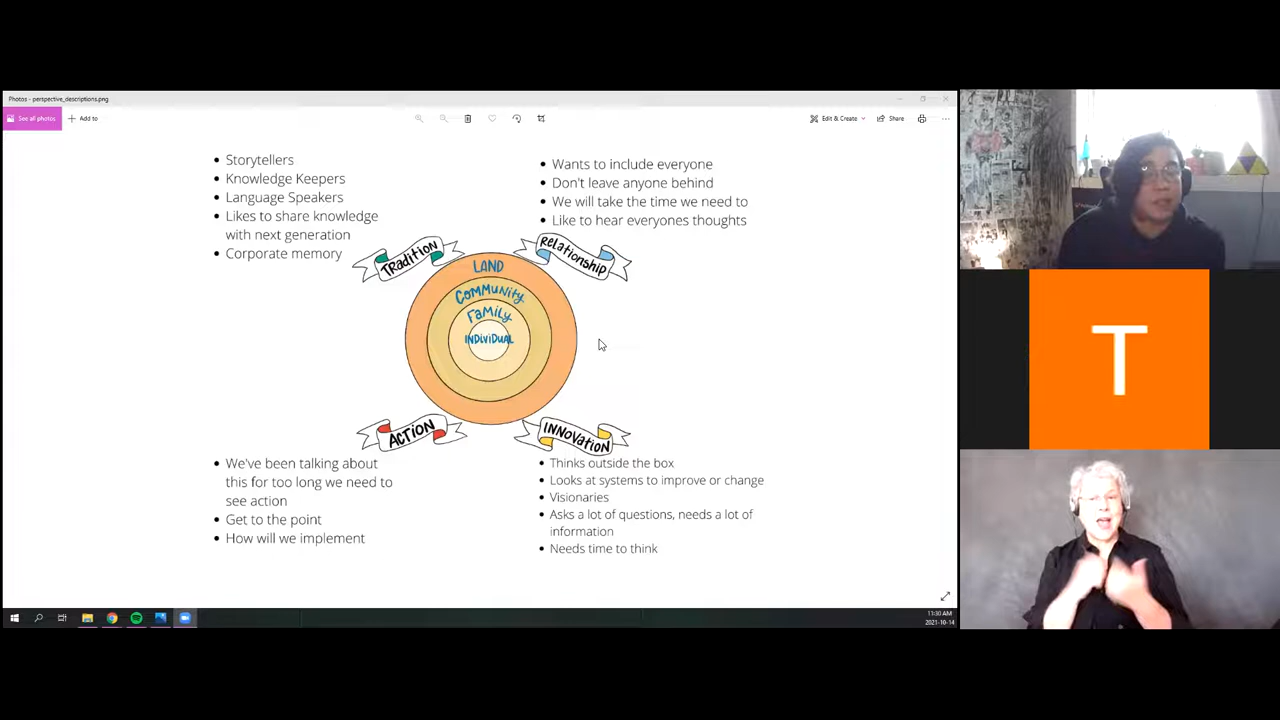 Photos - perspective_descriptions.png
See all photos
Add to
Edit & Create
Share
Storytellers
Knowledge Keepers
Language Speakers
Likes to share knowledge
with next generation
Corporate memory
Wants to include everyone
Don't leave anyone behind
We will take the time we need to
Like to hear everyones thoughts
TRadition
RelaTionship
LAND
CoMMUNiTy
FaMiLy
INDiViDUAL
ACTiON
INNovaTioN
We've been talking about
this for too long we need to
see action
Get to the point
How will we implement
Thinks outside the box
Looks at systems to improve or change
Visionaries
Asks a lot of questions, needs a lot of
information
Needs time to think
T
11:30 AM
2021-10-14